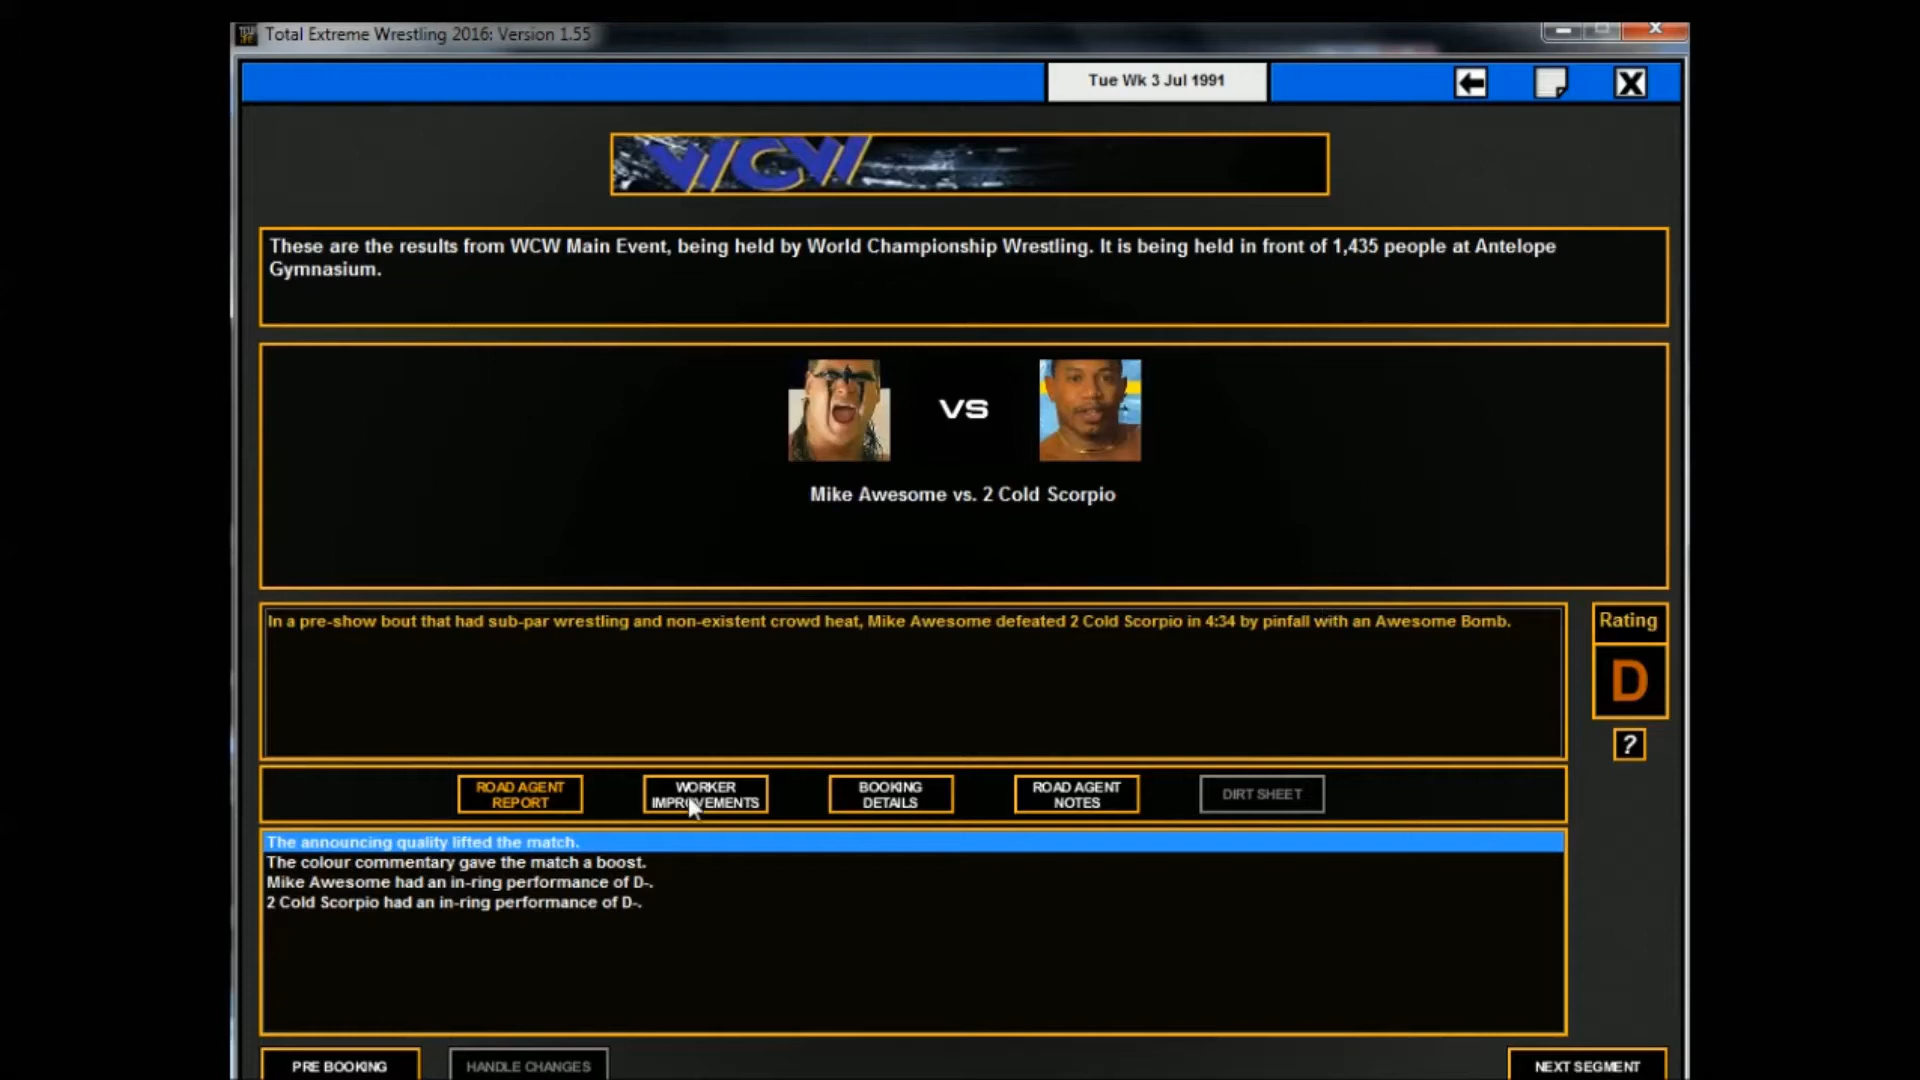 Total Extreme Wrestling 2016: Version 1.55
Tue Wk 3 Jul 1991
WCW
These are the results from WCW Main Event, being held by World Championship Wrestling. It is being held in front of 1,435 people at Antelope
Gymnasium.
VS
Mike Awesome vs. 2 Cold Scorpio
In a pre-show bout that had sub-par wrestling and non-existent crowd heat, Mike Awesome defeated 2 Cold Scorpio in 4:34 by pinfall with an Awesome Bomb.
Rating
D
?
ROAD AGENT
REPORT
WORKER
IMPROVEMENTS
BOOKING
DETAILS
ROAD AGENT
NOTES
DIRT SHEET
The announcing quality lifted the match.
The colour commentary gave the match a boost.
Mike Awesome had an in-ring performance of D-.
2 Cold Scorpio had an in-ring performance of D-.
PRE BOOKING
HANDLE CHANGES
NEXT SEGMENT